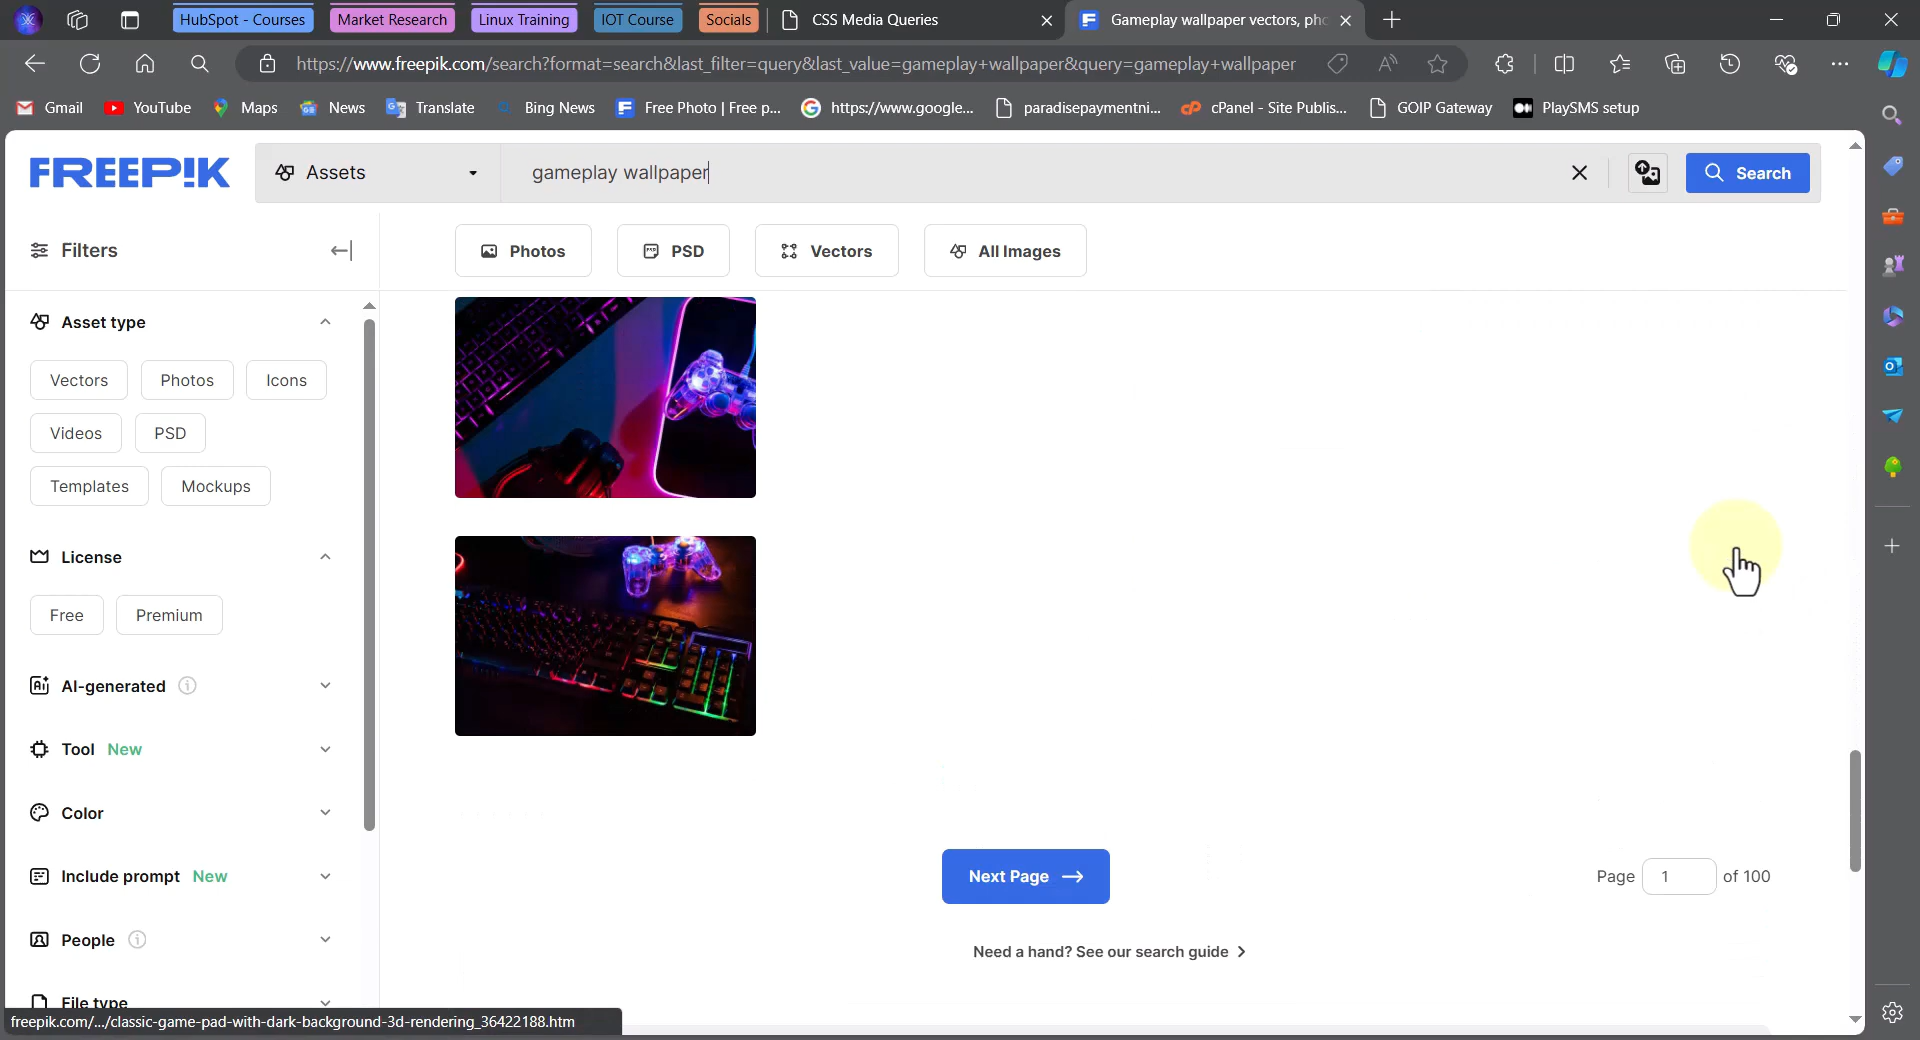 HubSpot - Courses
Market Research
Linux Training
IOT Course
Socials
CSS Media Queries
Gameplay wallpaper vectors, pho
https://www.freepik.com/search?format=search&last_filter=query&last_value=gameplay+wallpaper&query=gameplay+wallpaper
Gmail
YouTube
Maps
News
Translate
Bing News
Free Photo | Free p...
https://www.google...
paradisepaymentni...
cPanel - Site Publis...
GOIP Gateway
PlaySMS setup
FREEP!K
Assets
gameplay wallpaper
Search
Filters
Photos
PSD
Vectors
All Images
Asset type
Vectors
Photos
Icons
Videos
PSD
Templates
Mockups
License
Free
Premium
AI-generated
Tool New
Color
Include prompt New
People
File type
Next Page
Page 1 of 100
Need a hand? See our search guide
freepik.com/.../classic-game-pad-with-dark-background-3d-rendering_36422188.htm